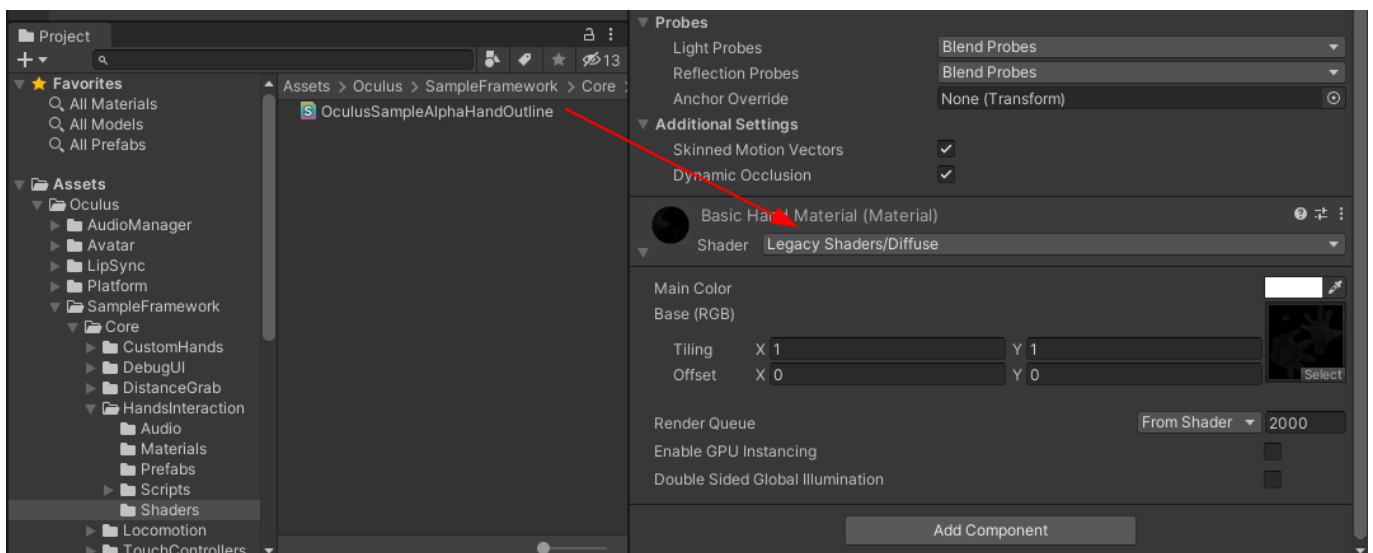 Project
13
Favorites
All Materials
All Models
All Prefabs
Assets
Oculus
AudioManager
Avatar
LipSync
Platform
SampleFramework
Core
CustomHands
DebugUI
DistanceGrab
HandsInteraction
Audio
Materials
Prefabs
Scripts
Shaders
Locomotion
TouchControllers
Assets > Oculus > SampleFramework > Core
OculusSampleAlphaHandOutline
Probes
Light Probes Blend Probes
Reflection Probes Blend Probes
Anchor Override None (Transform)
Additional Settings
Skinned Motion Vectors
Dynamic Occlusion
Basic Hand Material (Material)
Shader Legacy Shaders/Diffuse
Main Color
Base (RGB)
Tiling X 1 Y 1
Offset X 0 Y 0
Select
Render Queue From Shader 2000
Enable GPU Instancing
Double Sided Global Illumination
Add Component